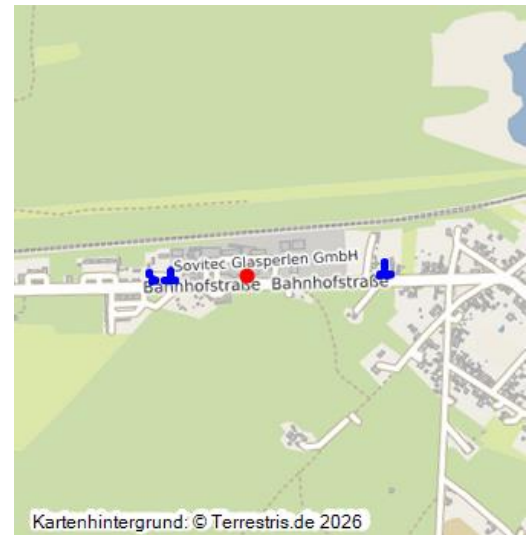 Sovitec Glasperlen GmbH
Bahnhofstraße Bahnhofstraße
Kartenhintergrund: © Terrestris.de 2026